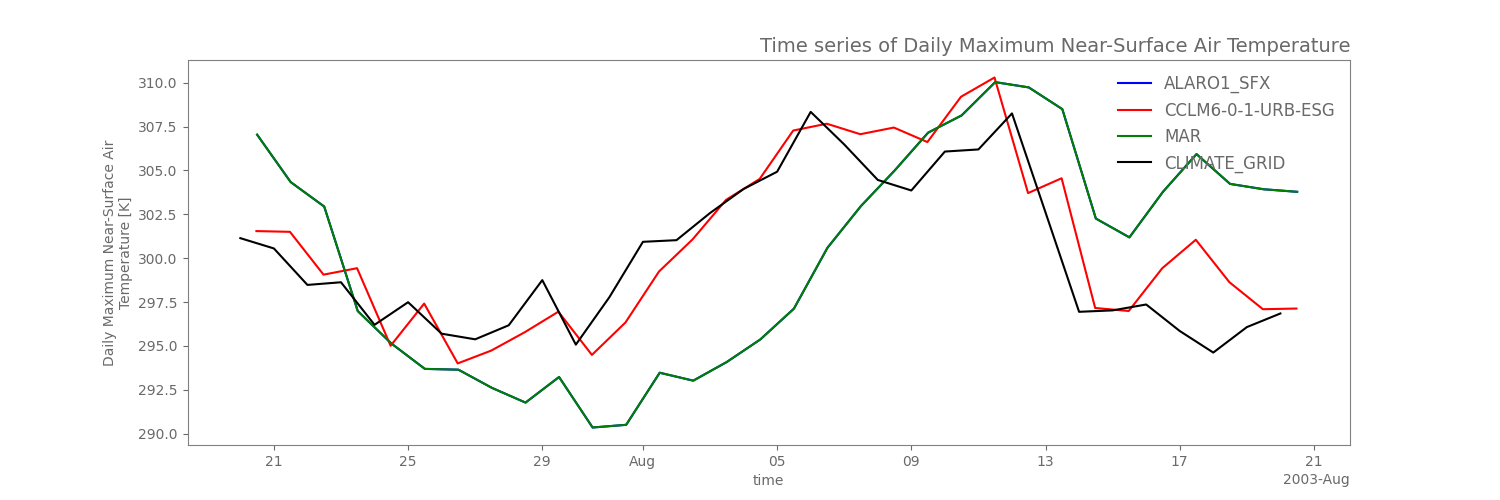 Time series of Daily Maximum Near-Surface Air Temperature
310.0
307.5
305.0
302.5
300.0
297.5
295.0
292.5
290.0
Daily Maximum Near-Surface Air
Temperature [K]
ALARO1_SFX
CCLM6-0-1-URB-ESG
MAR
CLIMATE_GRID
21 25 29 Aug 05 09 13 17 21
time
2003-Aug